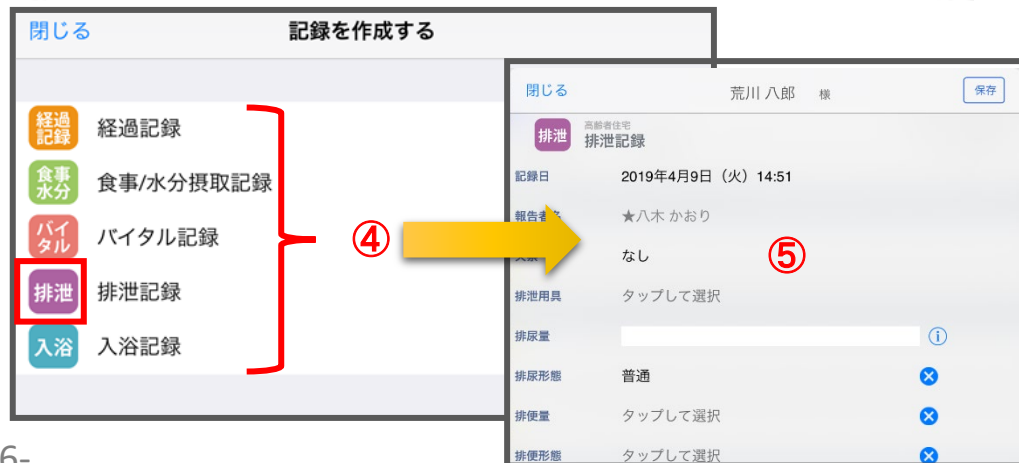 閉じる
記録を作成する
経過
記録
経過記録
食事
水分
食事/水分摂取記録
バイ
タル
バイタル記録
排泄
排泄記録
入浴
入浴記録
④
閉じる
荒川 八郎 様
保存
排泄
高齢者住宅
排泄記録
記録日 2019年4月9日（火）14:51
報告者名 ★八木 かおり
なし
⑤
排泄用具 タップして選択
排尿量
排尿形態 普通
排便量 タップして選択
排便形態 タップして選択
6-